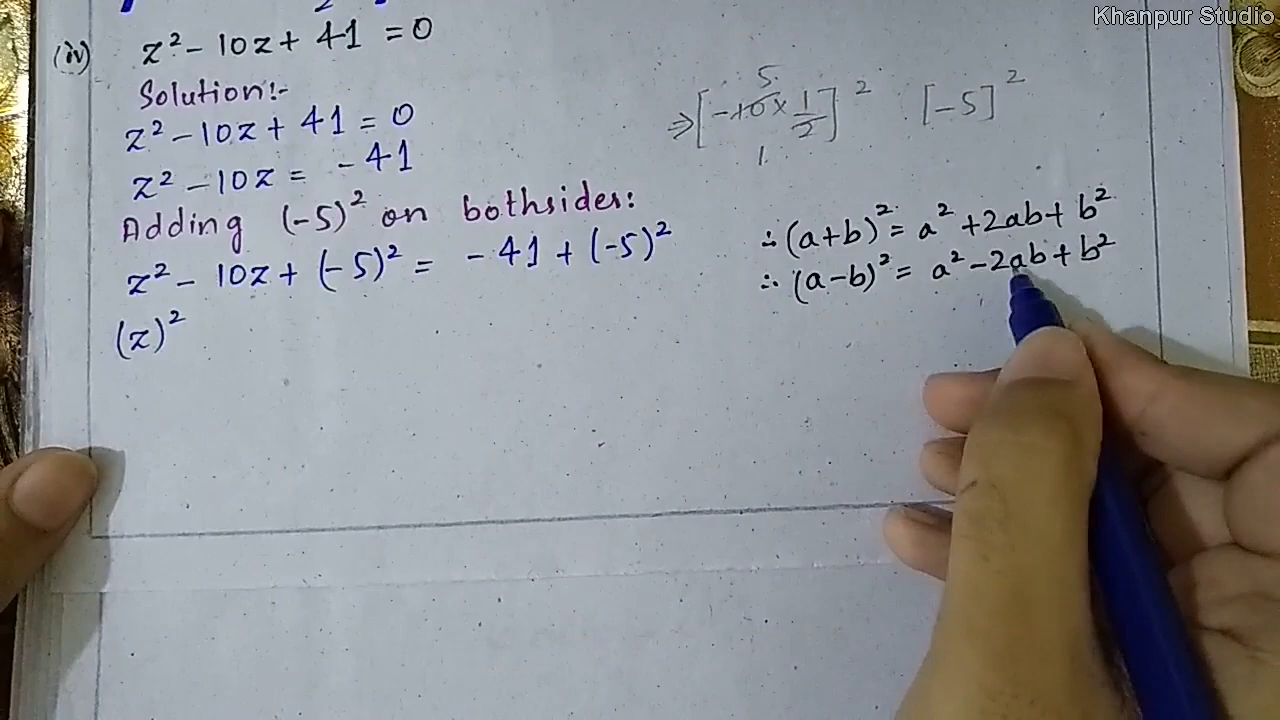 Khanpur Studio
(iv) z² - 10z + 41 = 0
Solution:-
z² - 10z + 41 = 0
z² - 10z = - 41
Adding (-5)² on bothsides:
z² - 10z + (-5)² = - 41 + (-5)²
(z)²
5
⇒ [-10 × 1/2]² [-5]²
1
∴ (a+b)² = a² + 2ab + b²
∴ (a-b)² = a² - 2ab + b²